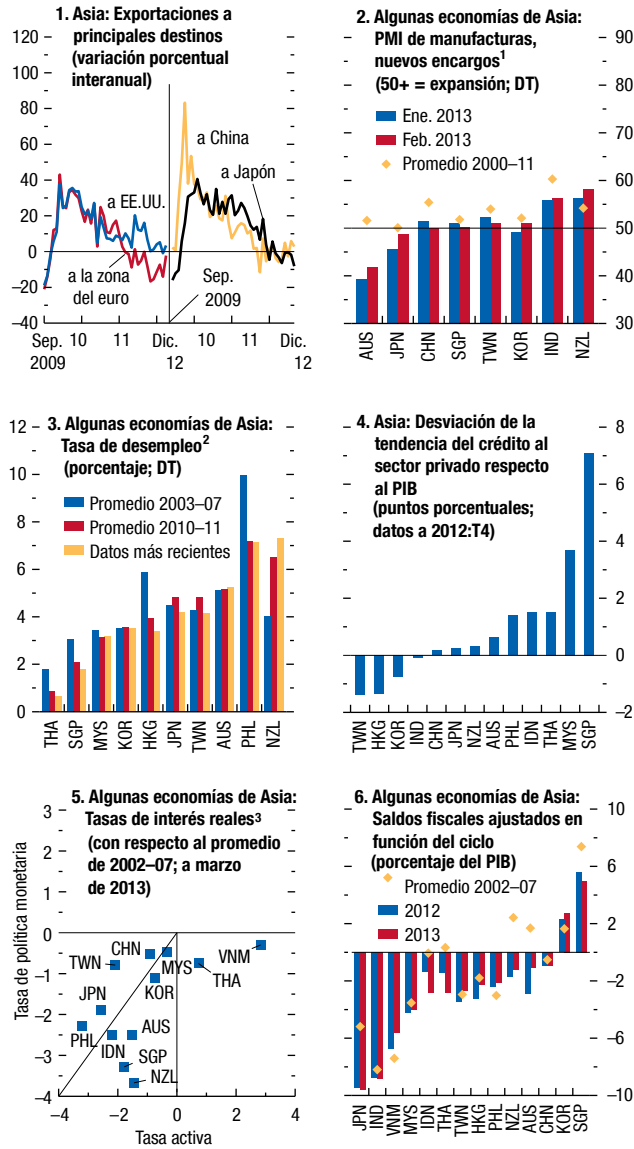 1. Asia: Exportaciones a
principales destinos
(variación porcentual
interanual)
120
100
80
60
40
20
0
–20
–40
a China
a EE.UU.
a Japón
a la zona
del euro
Sep.
2009
Sep.
2009
10
11
Dic.
12
10
11
Dic.
12
2. Algunas economías de Asia:
PMI de manufacturas,
nuevos encargos1
(50+ = expansión; DT)
Ene. 2013
Feb. 2013
Promedio 2000–11
90
80
70
60
50
40
30
AUS
JPN
CHN
SGP
TWN
KOR
IND
NZL
3. Algunas economías de Asia:
Tasa de desempleo2
(porcentaje; DT)
Promedio 2003–07
Promedio 2010–11
Datos más recientes
12
10
8
6
4
2
0
THA
SGP
MYS
KOR
HKG
JPN
TWN
AUS
PHL
NZL
4. Asia: Desviación de la
tendencia del crédito al
sector privado respecto
al PIB
(puntos porcentuales;
datos a 2012:T4)
8
6
4
2
0
–2
TWN
HKG
KOR
IND
CHN
JPN
NZL
AUS
PHL
IDN
THA
MYS
SGP
5. Algunas economías de Asia:
Tasas de interés reales3
(con respecto al promedio
de 2002–07; a marzo
de 2013)
Tasa de política monetaria
3
2
1
0
–1
–2
–3
–4
CHN
TWN
MYS
VNM
THA
KOR
JPN
PHL
IDN
AUS
SGP
NZL
–4
–2
0
2
4
Tasa activa
6. Algunas economías de Asia:
Saldos fiscales ajustados en
función del ciclo
(porcentaje del PIB)
Promedio 2002–07
2012
2013
10
6
2
–2
–6
–10
JPN
IND
VNM
MYS
IDN
THA
TWN
HKG
PHL
NZL
AUS
CHN
KOR
SGP